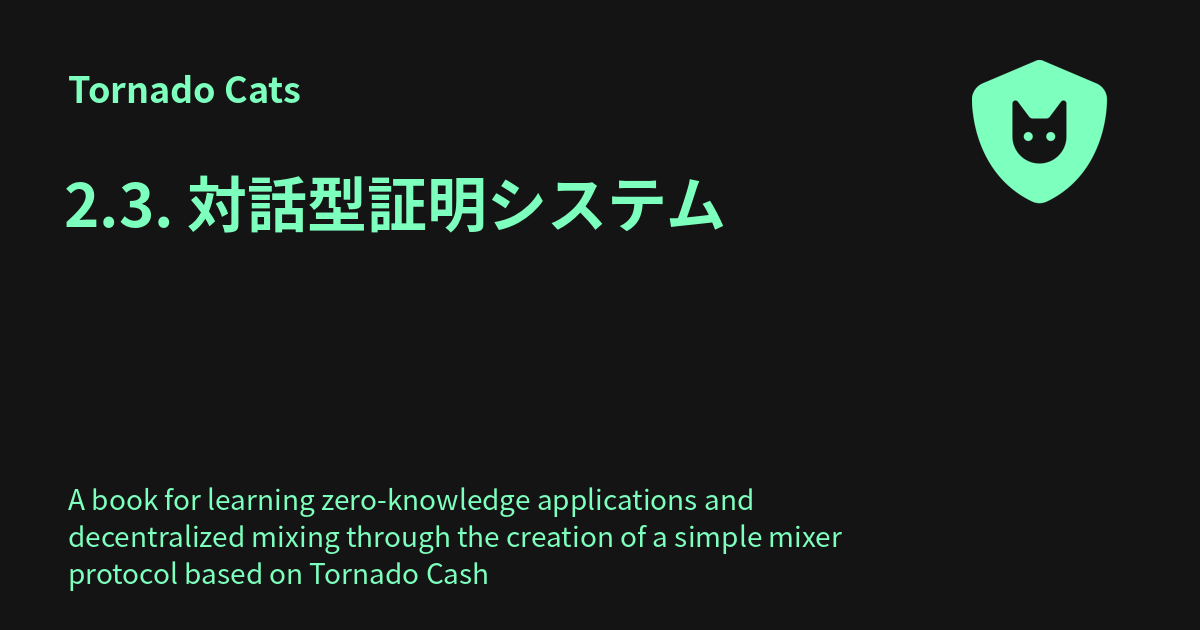 Tornado Cats
2.3. 対話型証明システム
A book for learning zero-knowledge applications and
decentralized mixing through the creation of a simple mixer
protocol based on Tornado Cash